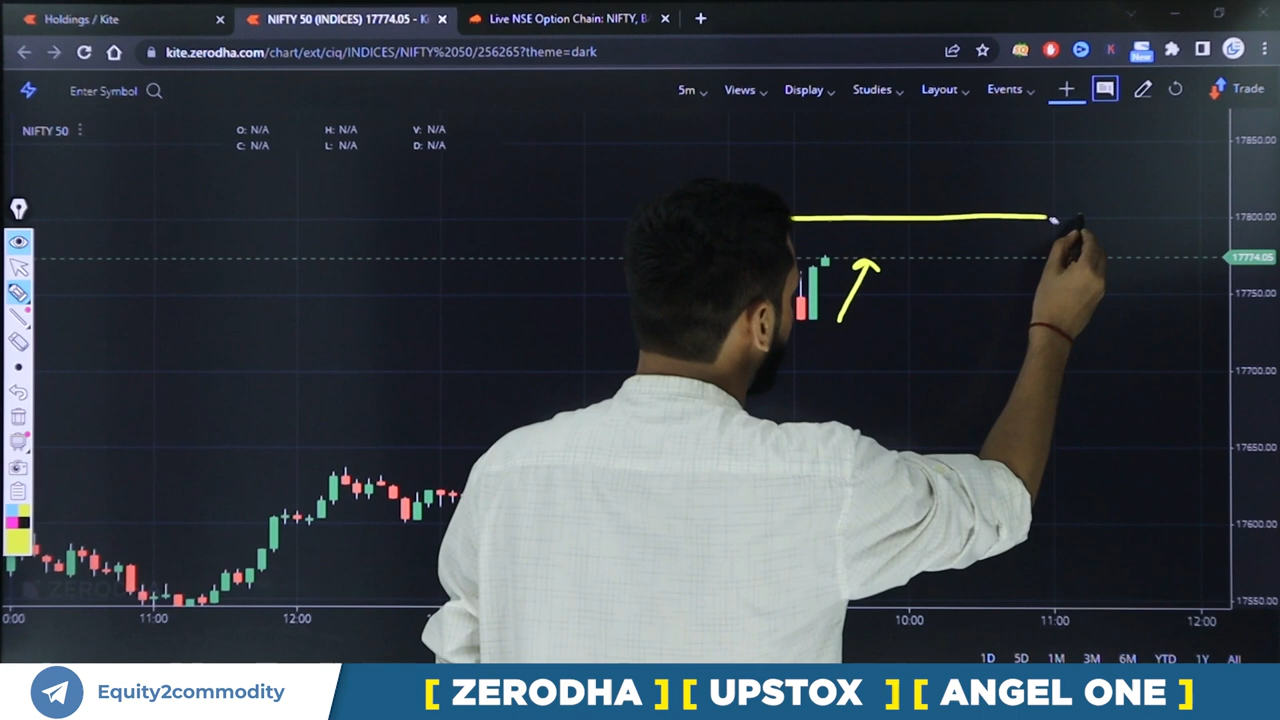 Holdings / Kite
NIFTY 50 (INDICES) 17774.05 - K
Live NSE Option Chain: NIFTY, B
kite.zerodha.com/chart/ext/ciq/INDICES/NIFTY%2050/256265?theme=dark
New
Enter Symbol
5m Views Display Studies Layout Events Trade
NIFTY 50
O: N/A H: N/A V: N/A
C: N/A L: N/A D: N/A
17850.00
17800.00
17774.05
17750.00
17700.00
17650.00
17600.00
17550.00
ZERODHA
0:00 11:00 12:00 10:00 11:00 12:00
1D 5D 1M 3M 6M YTD 1Y All
Equity2commodity
[ ZERODHA ] [ UPSTOX ] [ ANGEL ONE ]